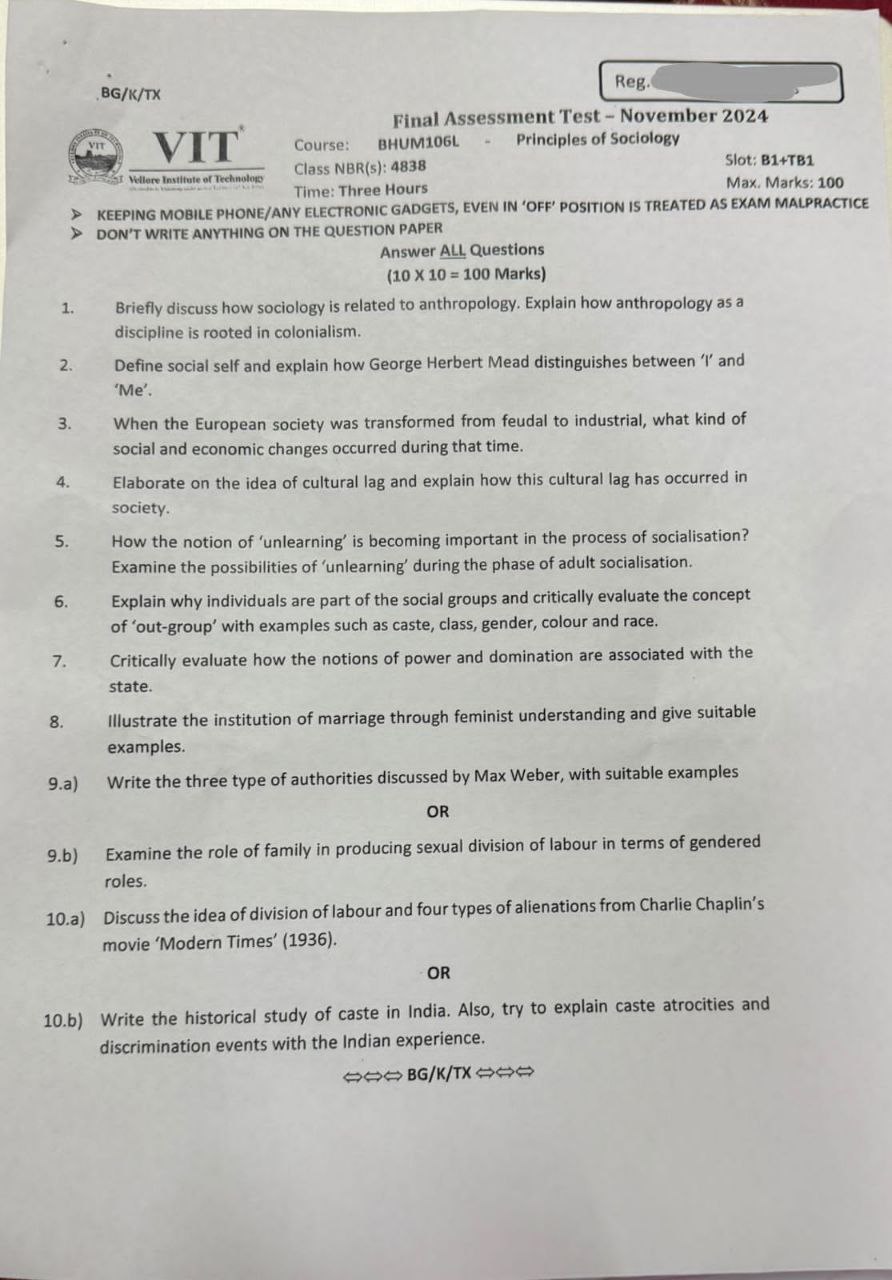 BG/K/TX
Reg.
Final Assessment Test – November 2024
VIT
VIT
Vellore Institute of Technology
Course: BHUM106L - Principles of Sociology
Class NBR(s): 4838
Slot: B1+TB1
Time: Three Hours
Max. Marks: 100
➢ KEEPING MOBILE PHONE/ANY ELECTRONIC GADGETS, EVEN IN ‘OFF’ POSITION IS TREATED AS EXAM MALPRACTICE
➢ DON’T WRITE ANYTHING ON THE QUESTION PAPER
Answer ALL Questions
(10 X 10 = 100 Marks)
1. Briefly discuss how sociology is related to anthropology. Explain how anthropology as a
discipline is rooted in colonialism.
2. Define social self and explain how George Herbert Mead distinguishes between ‘I’ and
‘Me’.
3. When the European society was transformed from feudal to industrial, what kind of
social and economic changes occurred during that time.
4. Elaborate on the idea of cultural lag and explain how this cultural lag has occurred in
society.
5. How the notion of ‘unlearning’ is becoming important in the process of socialisation?
Examine the possibilities of ‘unlearning’ during the phase of adult socialisation.
6. Explain why individuals are part of the social groups and critically evaluate the concept
of ‘out-group’ with examples such as caste, class, gender, colour and race.
7. Critically evaluate how the notions of power and domination are associated with the
state.
8. Illustrate the institution of marriage through feminist understanding and give suitable
examples.
9.a) Write the three type of authorities discussed by Max Weber, with suitable examples
OR
9.b) Examine the role of family in producing sexual division of labour in terms of gendered
roles.
10.a) Discuss the idea of division of labour and four types of alienations from Charlie Chaplin’s
movie ‘Modern Times’ (1936).
OR
10.b) Write the historical study of caste in India. Also, try to explain caste atrocities and
discrimination events with the Indian experience.
⇔⇔⇔ BG/K/TX ⇔⇔⇔